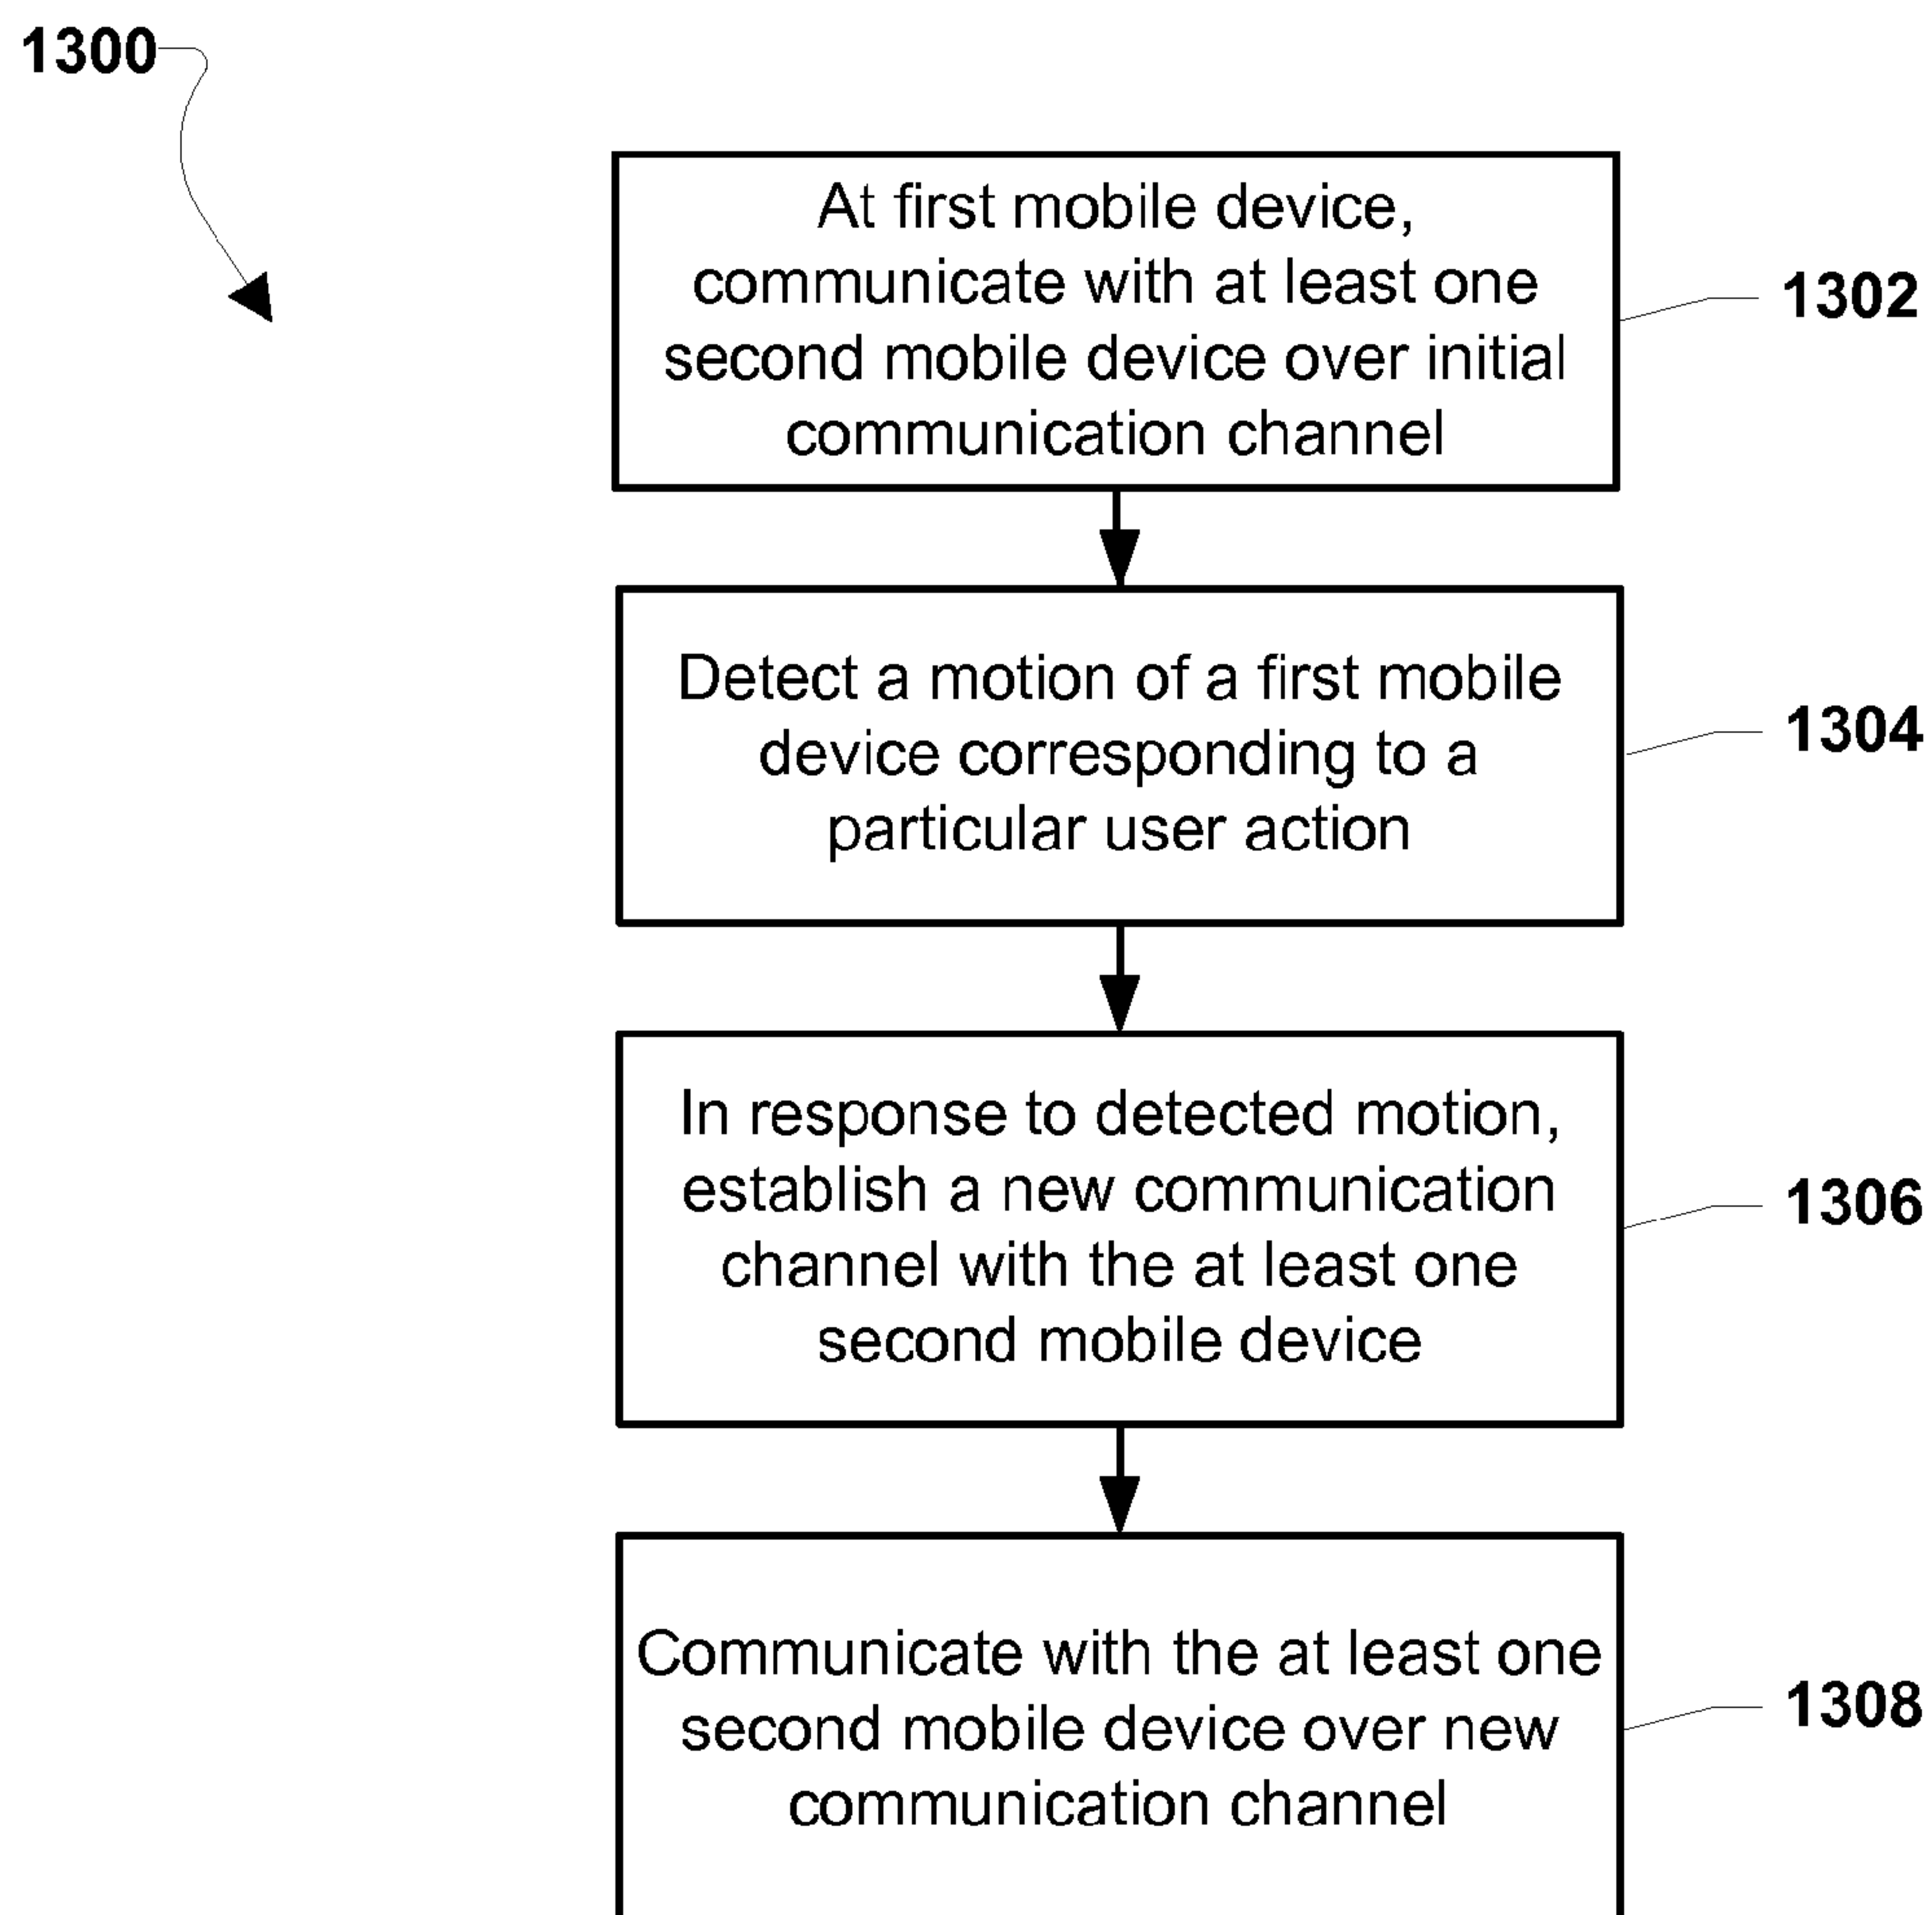 1300
At first mobile device,
communicate with at least one
second mobile device over initial
communication channel
1302
Detect a motion of a first mobile
device corresponding to a
particular user action
1304
In response to detected motion,
establish a new communication
channel with the at least one
second mobile device
1306
Communicate with the at least one
second mobile device over new
communication channel
1308